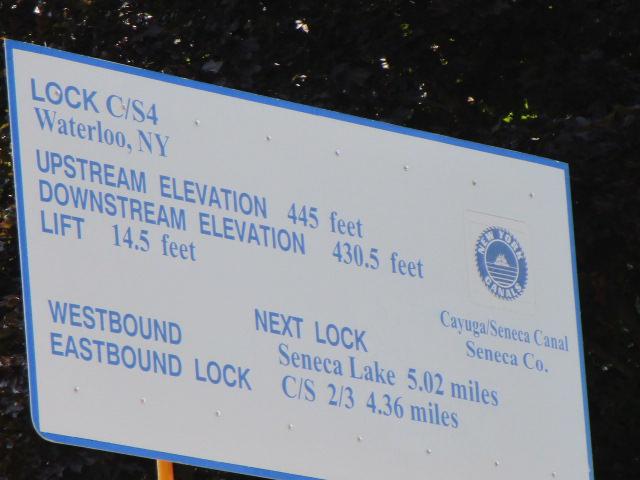 LOCK C/S4
Waterloo, NY
UPSTREAM ELEVATION 445 feet
DOWNSTREAM ELEVATION 430.5 feet
LIFT 14.5 feet
NEW YORK
CANALS
Cayuga/Seneca Canal
Seneca Co.
NEXT LOCK
WESTBOUND Seneca Lake 5.02 miles
EASTBOUND LOCK C/S 2/3 4.36 miles